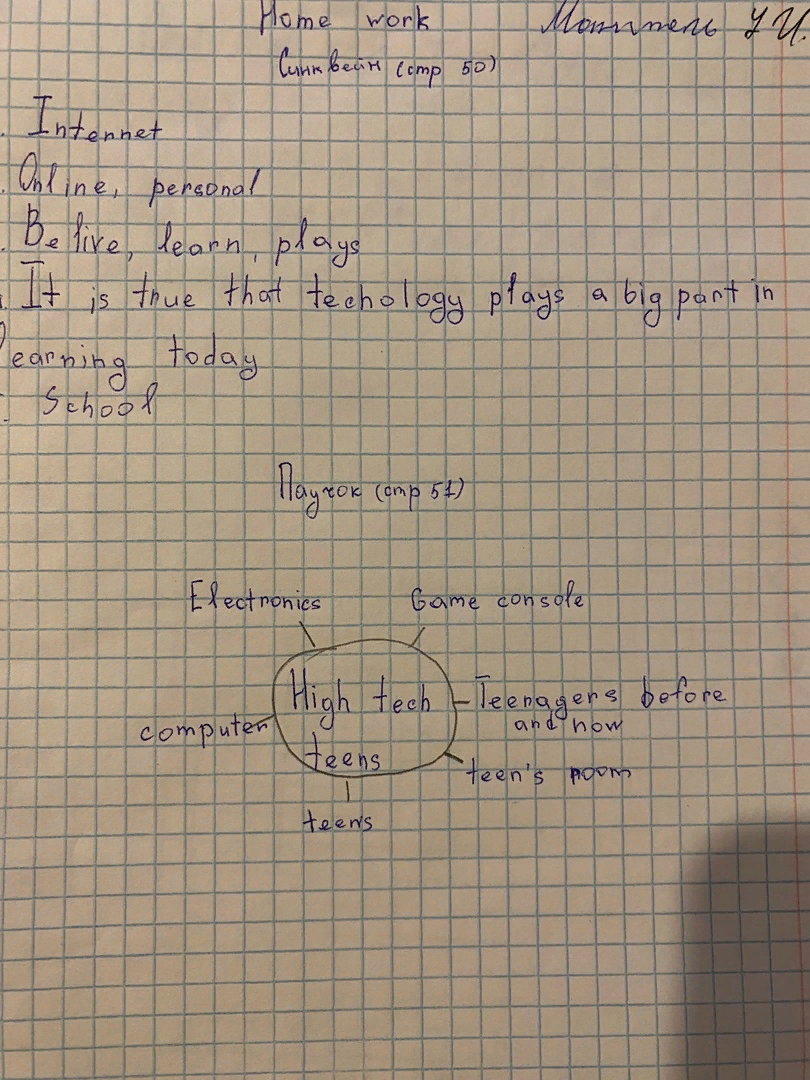 Home work
Синквейн (стр 50)
. Internet
. Online, personal
. Be live, learn, plays
. It is true that techology plays a big part in
learning today
. School
Паучок (стр 51)
Electronics
Game console
High tech
teens
Teenagers before
and now
computer
teen's room
teens